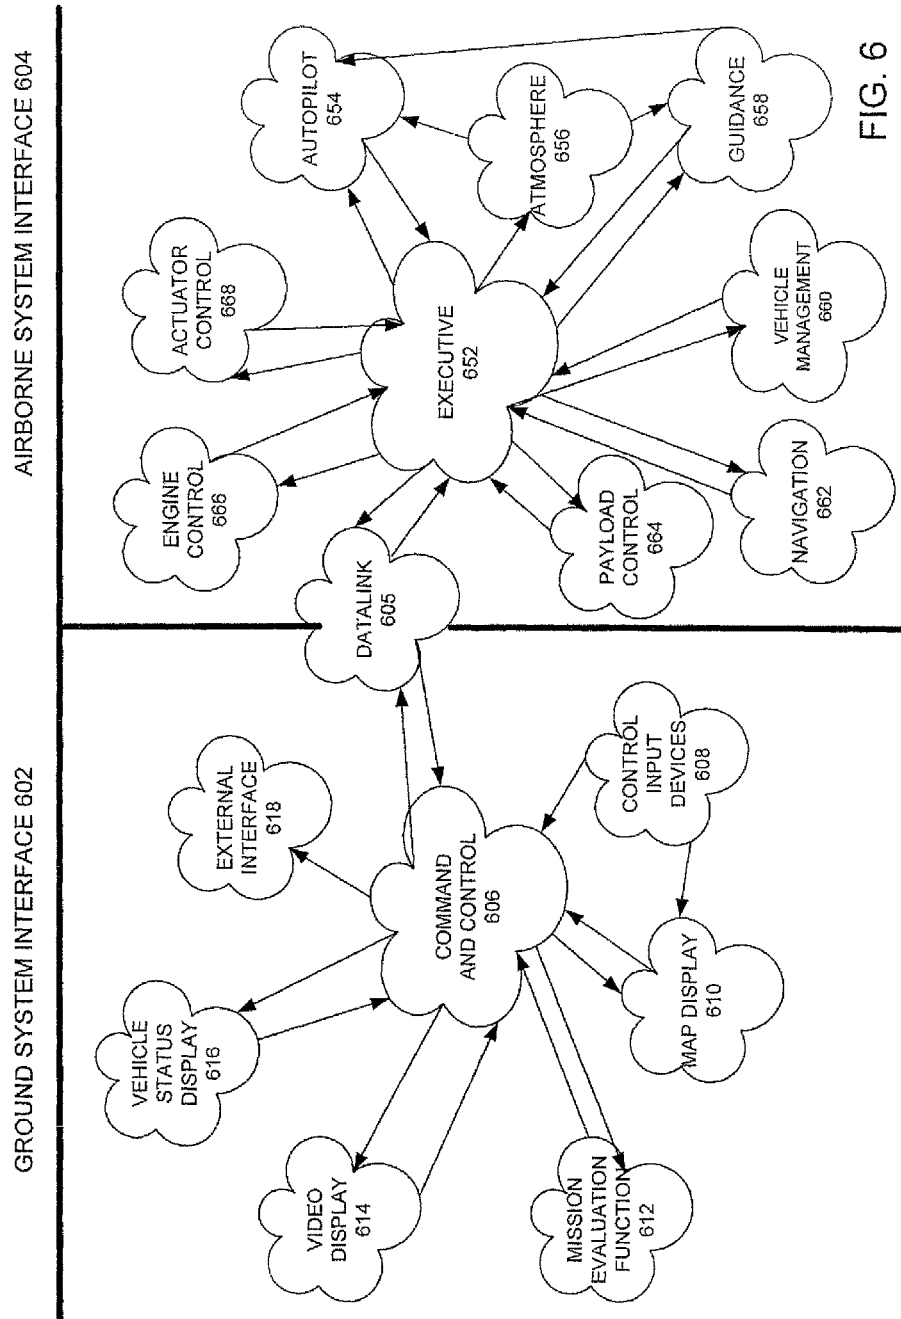 GROUND SYSTEM INTERFACE 602
AIRBORNE SYSTEM INTERFACE 604
VEHICLE
STATUS
DISPLAY
616
EXTERNAL
INTERFACE
618
VIDEO
DISPLAY
614
COMMAND
AND CONTROL
606
MISSION
EVALUATION
FUNCTION
612
MAP DISPLAY
610
CONTROL
INPUT
DEVICES
608
DATALINK
605
ENGINE
CONTROL
666
ACTUATOR
CONTROL
668
AUTOPILOT
654
EXECUTIVE
652
ATMOSPHERE
656
PAYLOAD
CONTROL
664
NAVIGATION
662
VEHICLE
MANAGEMENT
660
GUIDANCE
658
FIG. 6